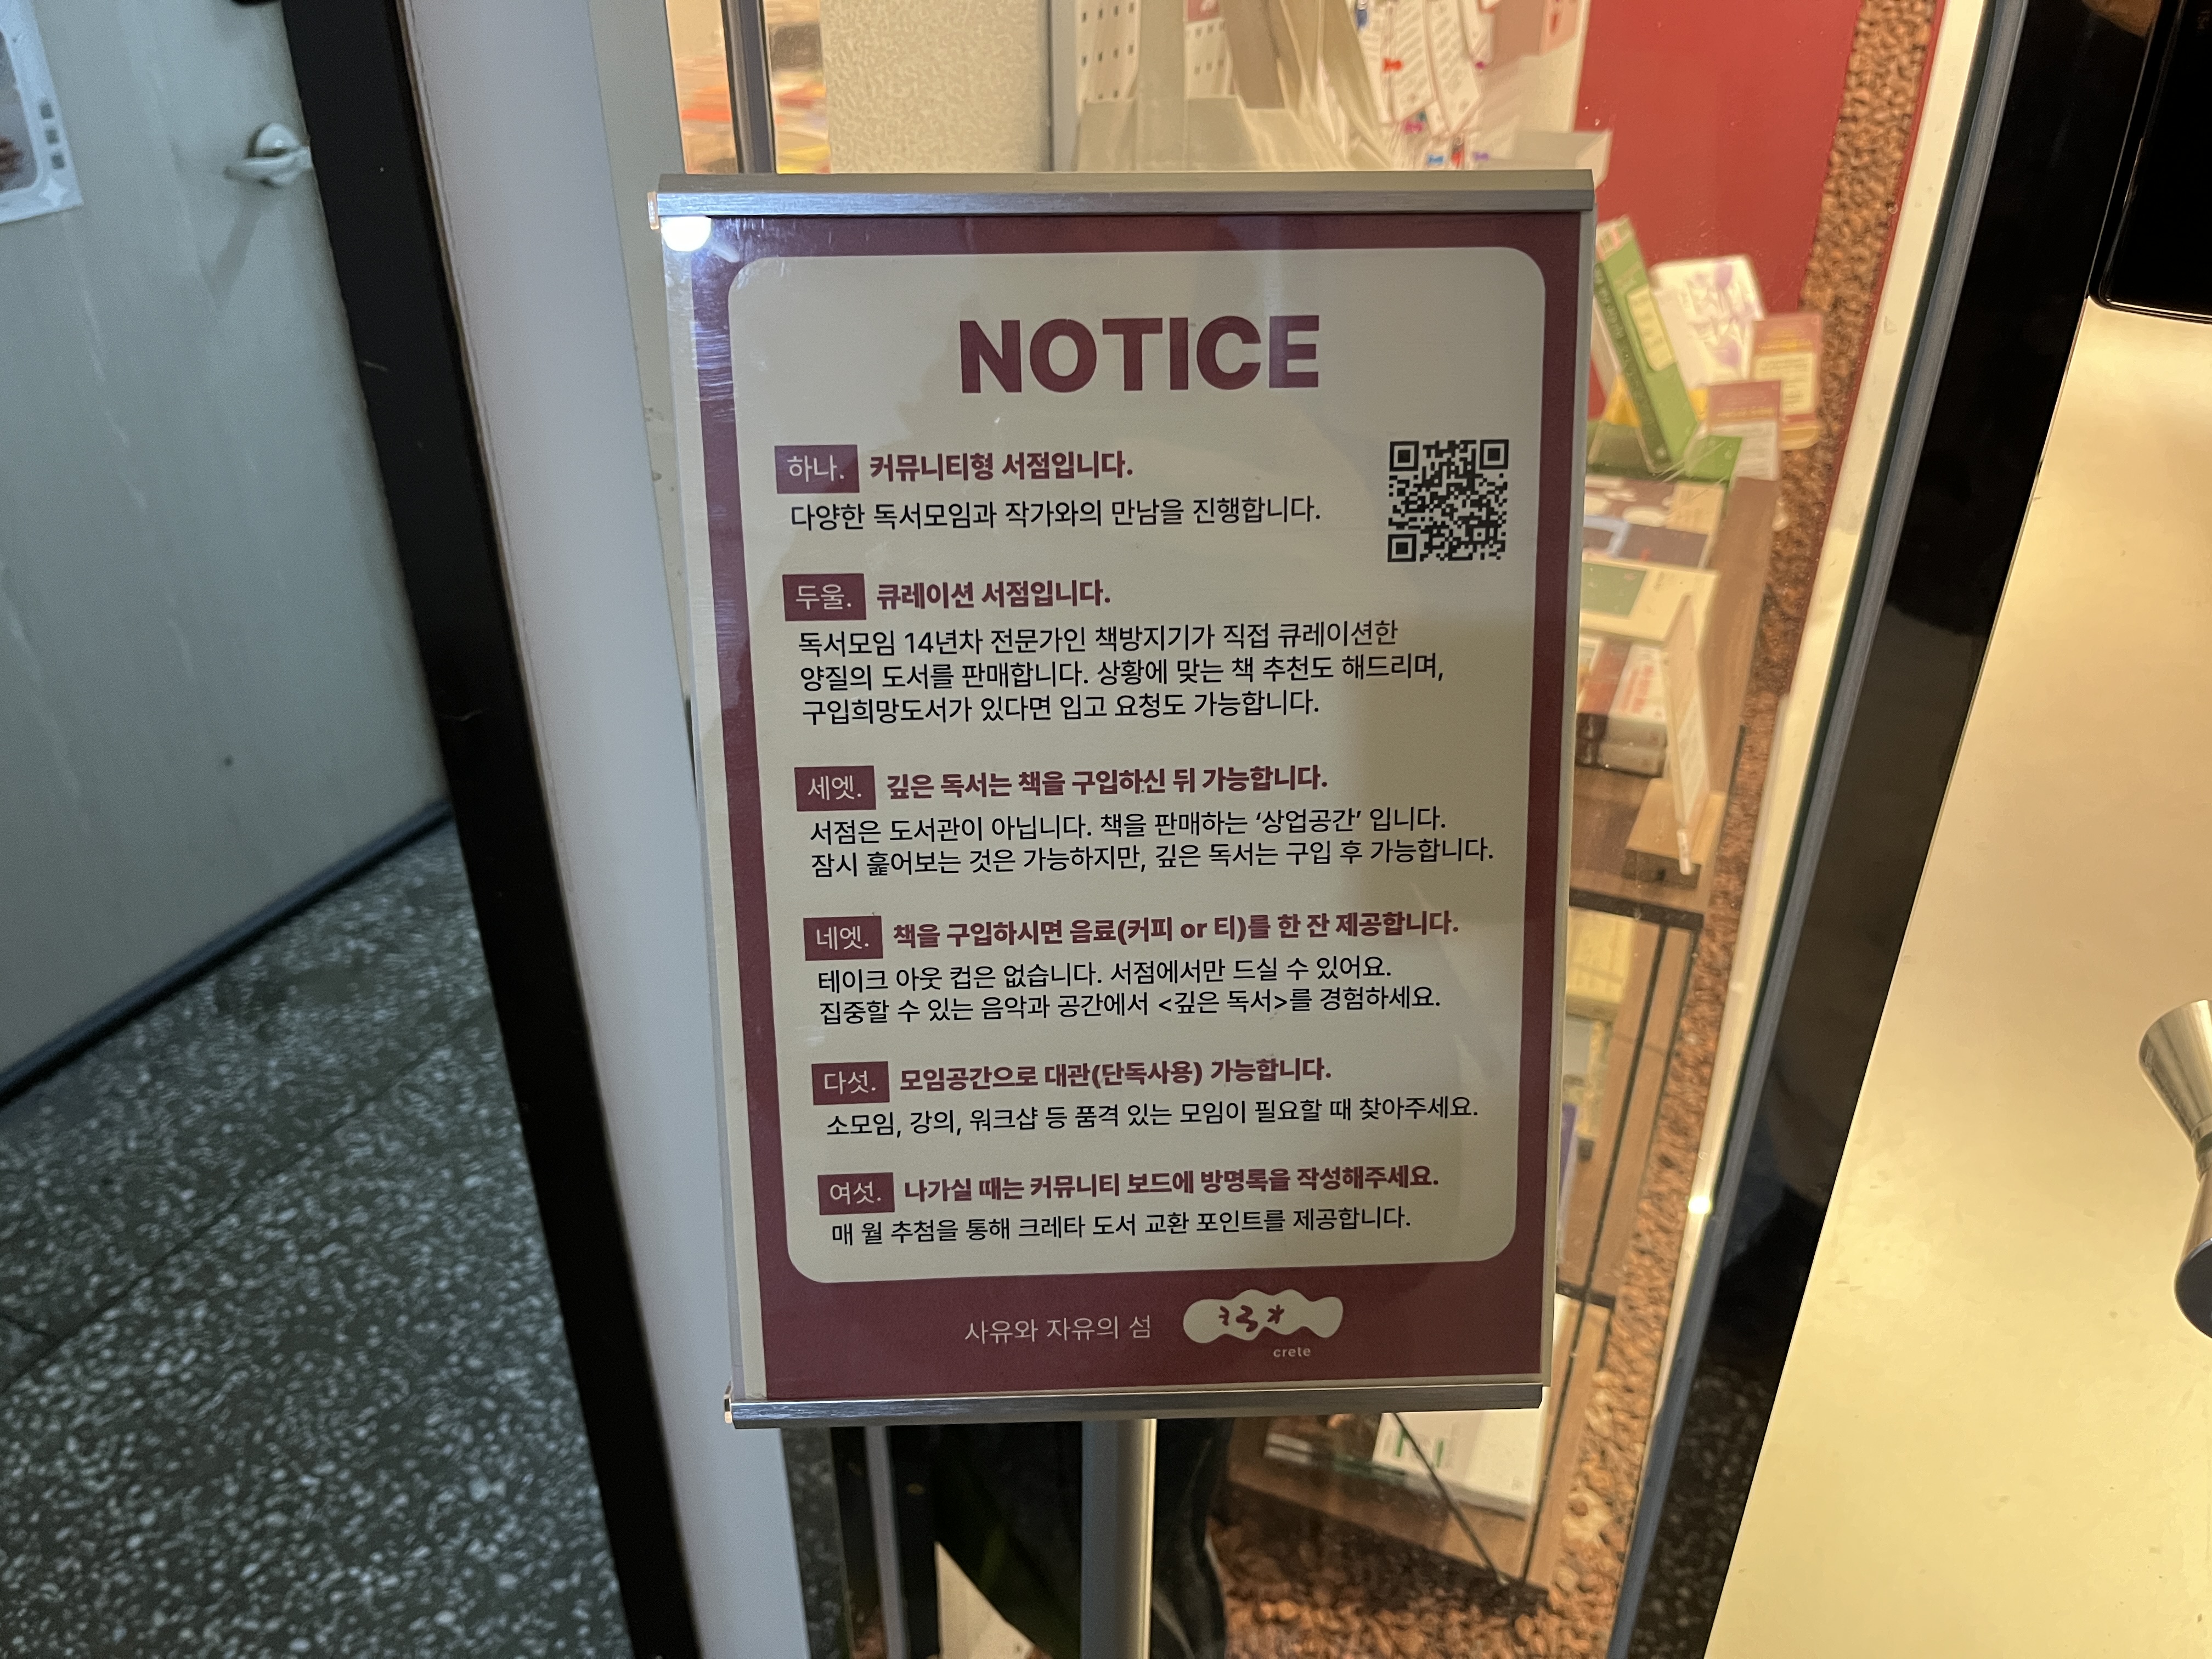 NOTICE
하나. 커뮤니티형 서점입니다.
다양한 독서모임과 작가와의 만남을 진행합니다.
두울. 큐레이션 서점입니다.
독서모임 14년차 전문가인 책방지기가 직접 큐레이션한
양질의 도서를 판매합니다. 상황에 맞는 책 추천도 해드리며,
구입희망도서가 있다면 입고 요청도 가능합니다.
세엣. 깊은 독서는 책을 구입하신 뒤 가능합니다.
서점은 도서관이 아닙니다. 책을 판매하는 ‘상업공간’ 입니다.
잠시 훑어보는 것은 가능하지만, 깊은 독서는 구입 후 가능합니다.
네엣. 책을 구입하시면 음료(커피 or 티)를 한 잔 제공합니다.
테이크 아웃 컵은 없습니다. 서점에서만 드실 수 있어요.
집중할 수 있는 음악과 공간에서 <깊은 독서>를 경험하세요.
다섯. 모임공간으로 대관(단독사용) 가능합니다.
소모임, 강의, 워크샵 등 품격 있는 모임이 필요할 때 찾아주세요.
여섯. 나가실 때는 커뮤니티 보드에 방명록을 작성해주세요.
매 월 추첨을 통해 크레타 도서 교환 포인트를 제공합니다.
사유와 자유의 섬
crete